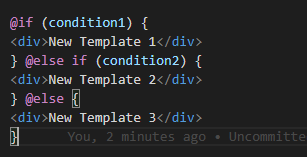 @if (condition1) {
<div>New Template 1</div>
} @else if (condition2) {
<div>New Template 2</div>
} @else {
<div>New Template 3</div>
} You, 2 minutes ago • Uncommitte